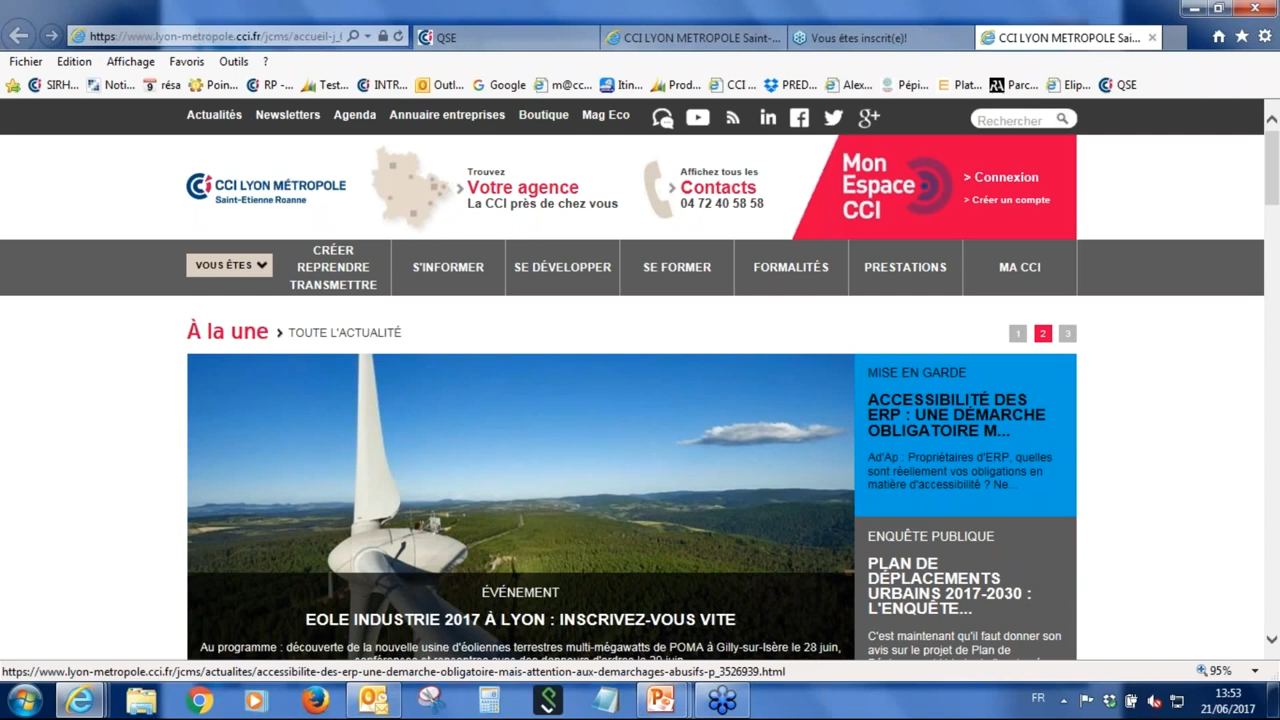 https://www.lyon-metropole.cci.fr/jcms/accueil-j_
QSE
CCI LYON METROPOLE Saint-...
Vous êtes inscrit(e)!
CCI LYON METROPOLE Sai...
Fichier Edition Affichage Favoris Outils ?
SIRH... Noti... résa Poin... RP -... Test... INTR... Outl... Google m@cc... Itin... Prod... CCI ... PRED... Alex... Pépi... Plat... Parc... Elip... QSE
Actualités Newsletters Agenda Annuaire entreprises Boutique Mag Eco
Rechercher
CCI LYON MÉTROPOLE
Saint-Etienne Roanne
Trouvez
Votre agence
La CCI près de chez vous
Affichez tous les
Contacts
04 72 40 58 58
Mon
Espace
CCI
> Connexion
> Créer un compte
VOUS ÊTES
CRÉER
REPRENDRE
TRANSMETTRE
S'INFORMER
SE DÉVELOPPER
SE FORMER
FORMALITÉS
PRESTATIONS
MA CCI
À la une
TOUTE L'ACTUALITÉ
1 2 3
MISE EN GARDE
ACCESSIBILITÉ DES
ERP : UNE DÉMARCHE
OBLIGATOIRE M...
Ad'Ap : Propriétaires d'ERP, quelles
sont réellement vos obligations en
matière d'accessibilité ? Ne...
ÉVÉNEMENT
EOLE INDUSTRIE 2017 À LYON : INSCRIVEZ-VOUS VITE
Au programme : découverte de la nouvelle usine d'éoliennes terrestres multi-mégawatts de POMA à Gilly-sur-Isère le 28 juin,
ENQUÊTE PUBLIQUE
PLAN DE
DÉPLACEMENTS
URBAINS 2017-2030 :
L'ENQUÊTE...
C'est maintenant qu'il faut donner son
avis sur le projet de Plan de
https://www.lyon-metropole.cci.fr/jcms/actualites/accessibilite-des-erp-une-demarche-obligatoire-mais-attention-aux-demarchages-abusifs-p_3526939.html
95%
FR
13:53
21/06/2017